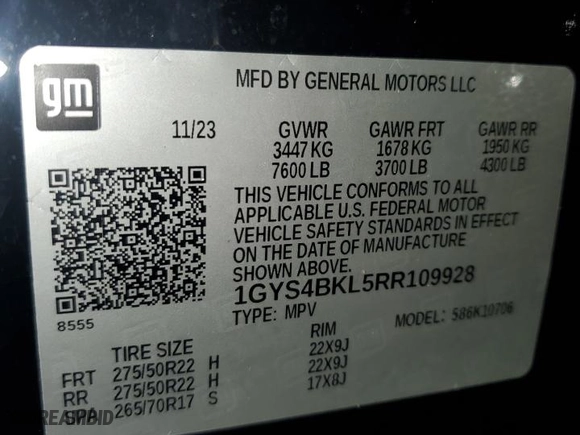 gm
MFD BY GENERAL MOTORS LLC
11/23 GVWR GAWR FRT GAWR RR
3447 KG 1678 KG 1950 KG
7600 LB 3700 LB 4300 LB
THIS VEHICLE CONFORMS TO ALL
APPLICABLE U.S. FEDERAL MOTOR
VEHICLE SAFETY STANDARDS IN EFFECT
ON THE DATE OF MANUFACTURE
SHOWN ABOVE.
1GYS4BKL5RR109928
8555
TYPE: MPV MODEL: 586K10706
TIRE SIZE RIM
FRT 275/50R22 H 22X9J
RR 275/50R22 H 22X9J
SPA 265/70R17 S 17X8J